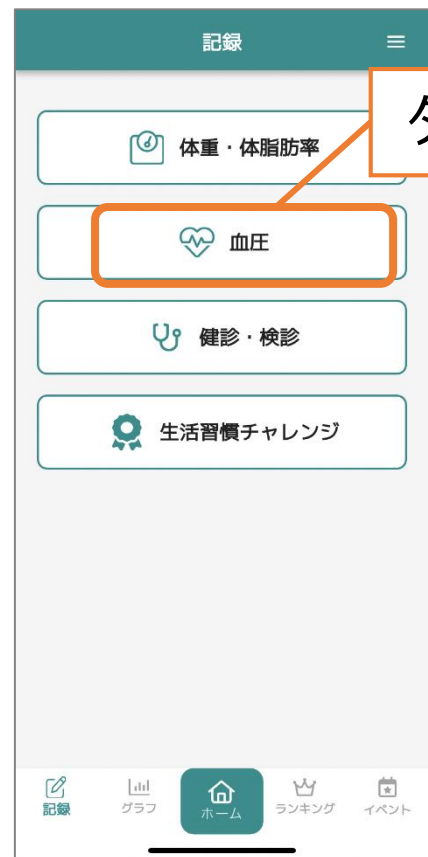 記録
体重・体脂肪率
血圧
健診・検診
生活習慣チャレンジ
記録
グラフ
ホーム
ランキング
イベント